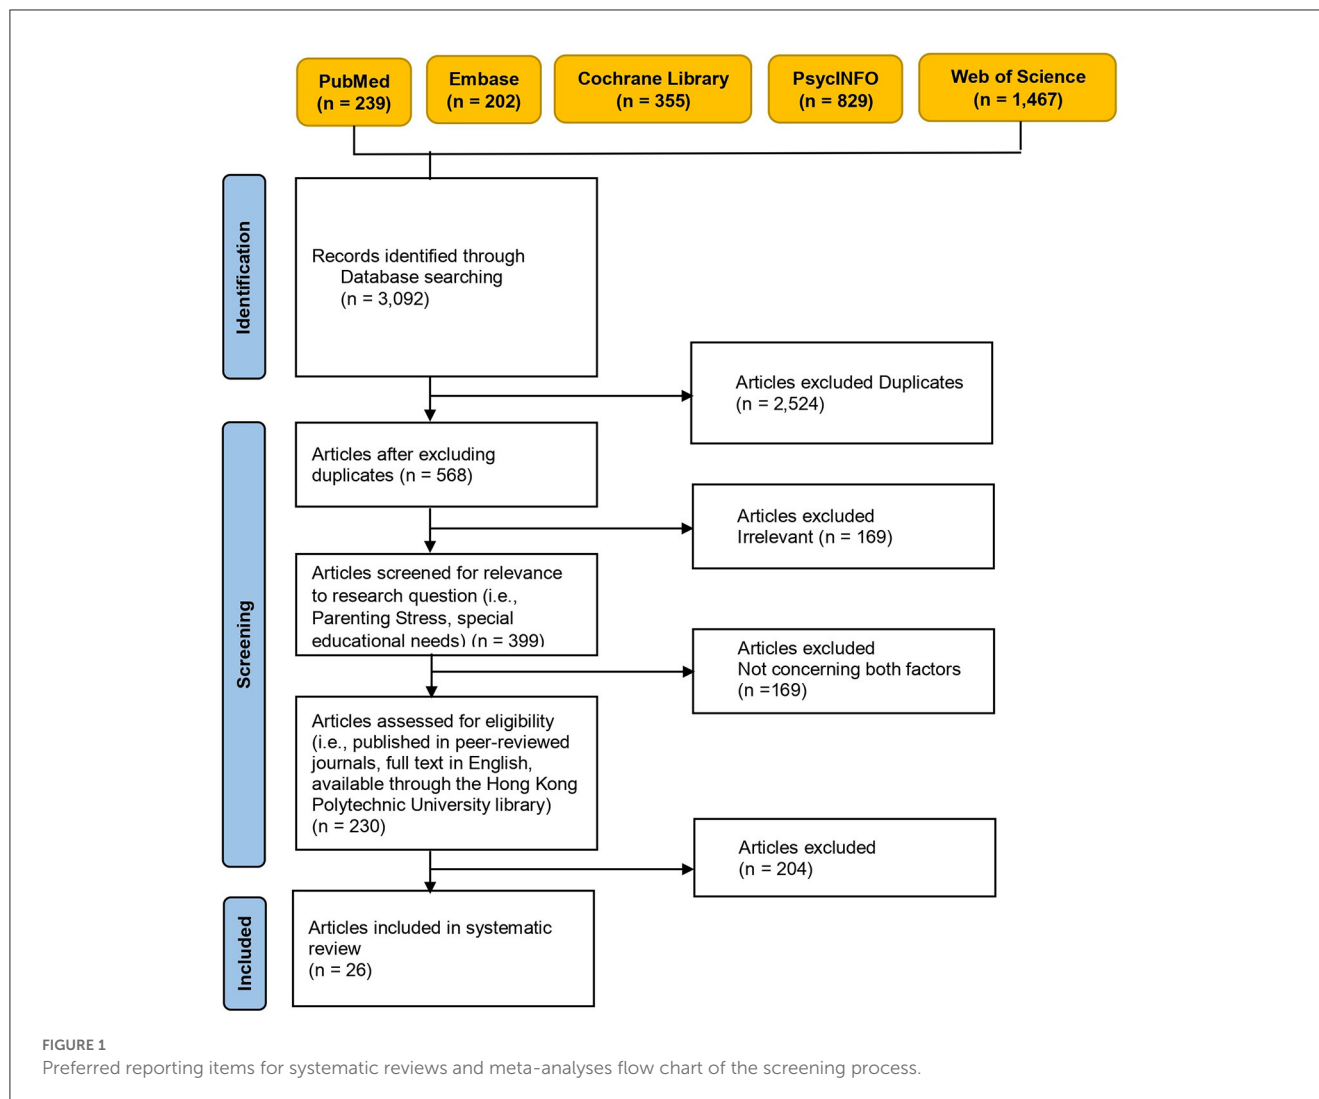 PubMed
(n = 239)
Embase
(n = 202)
Cochrane Library
(n = 355)
PsycINFO
(n = 829)
Web of Science
(n = 1,467)
Identification
Records identified through
Database searching
(n = 3,092)
Articles excluded Duplicates
(n = 2,524)
Screening
Articles after excluding
duplicates (n = 568)
Articles excluded
Irrelevant (n = 169)
Articles screened for relevance
to research question (i.e.,
Parenting Stress, special
educational needs) (n = 399)
Articles excluded
Not concerning both factors
(n =169)
Articles assessed for eligibility
(i.e., published in peer-reviewed
journals, full text in English,
available through the Hong Kong
Polytechnic University library)
(n = 230)
Articles excluded
(n = 204)
Included
Articles included in systematic
review
(n = 26)
FIGURE 1
Preferred reporting items for systematic reviews and meta-analyses flow chart of the screening process.